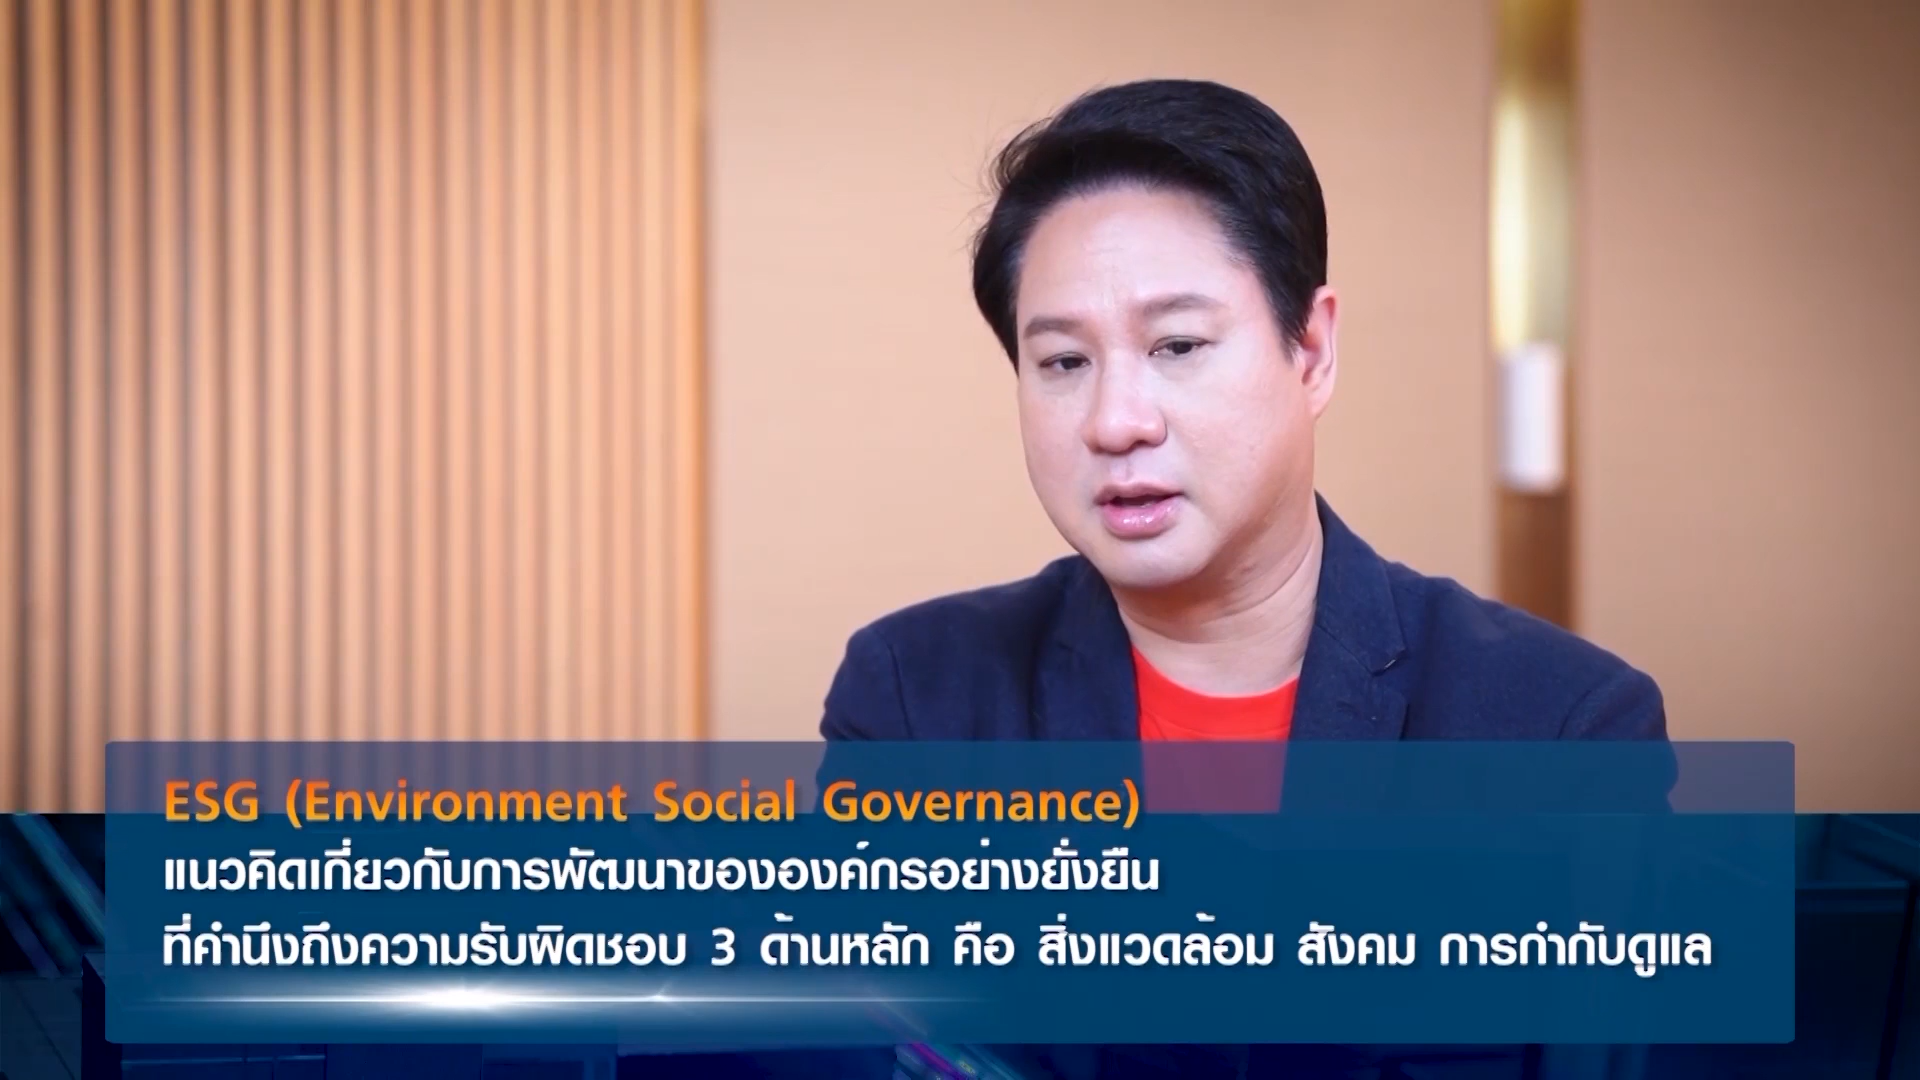 ESG (Environment Social Governance)
แนวคิดเกี่ยวกับการพัฒนาขององค์กรอย่างยั่งยืน
ที่คำนึงถึงความรับผิดชอบ 3 ด้านหลัก คือ สิ่งแวดล้อม สังคม การกำกับดูแล